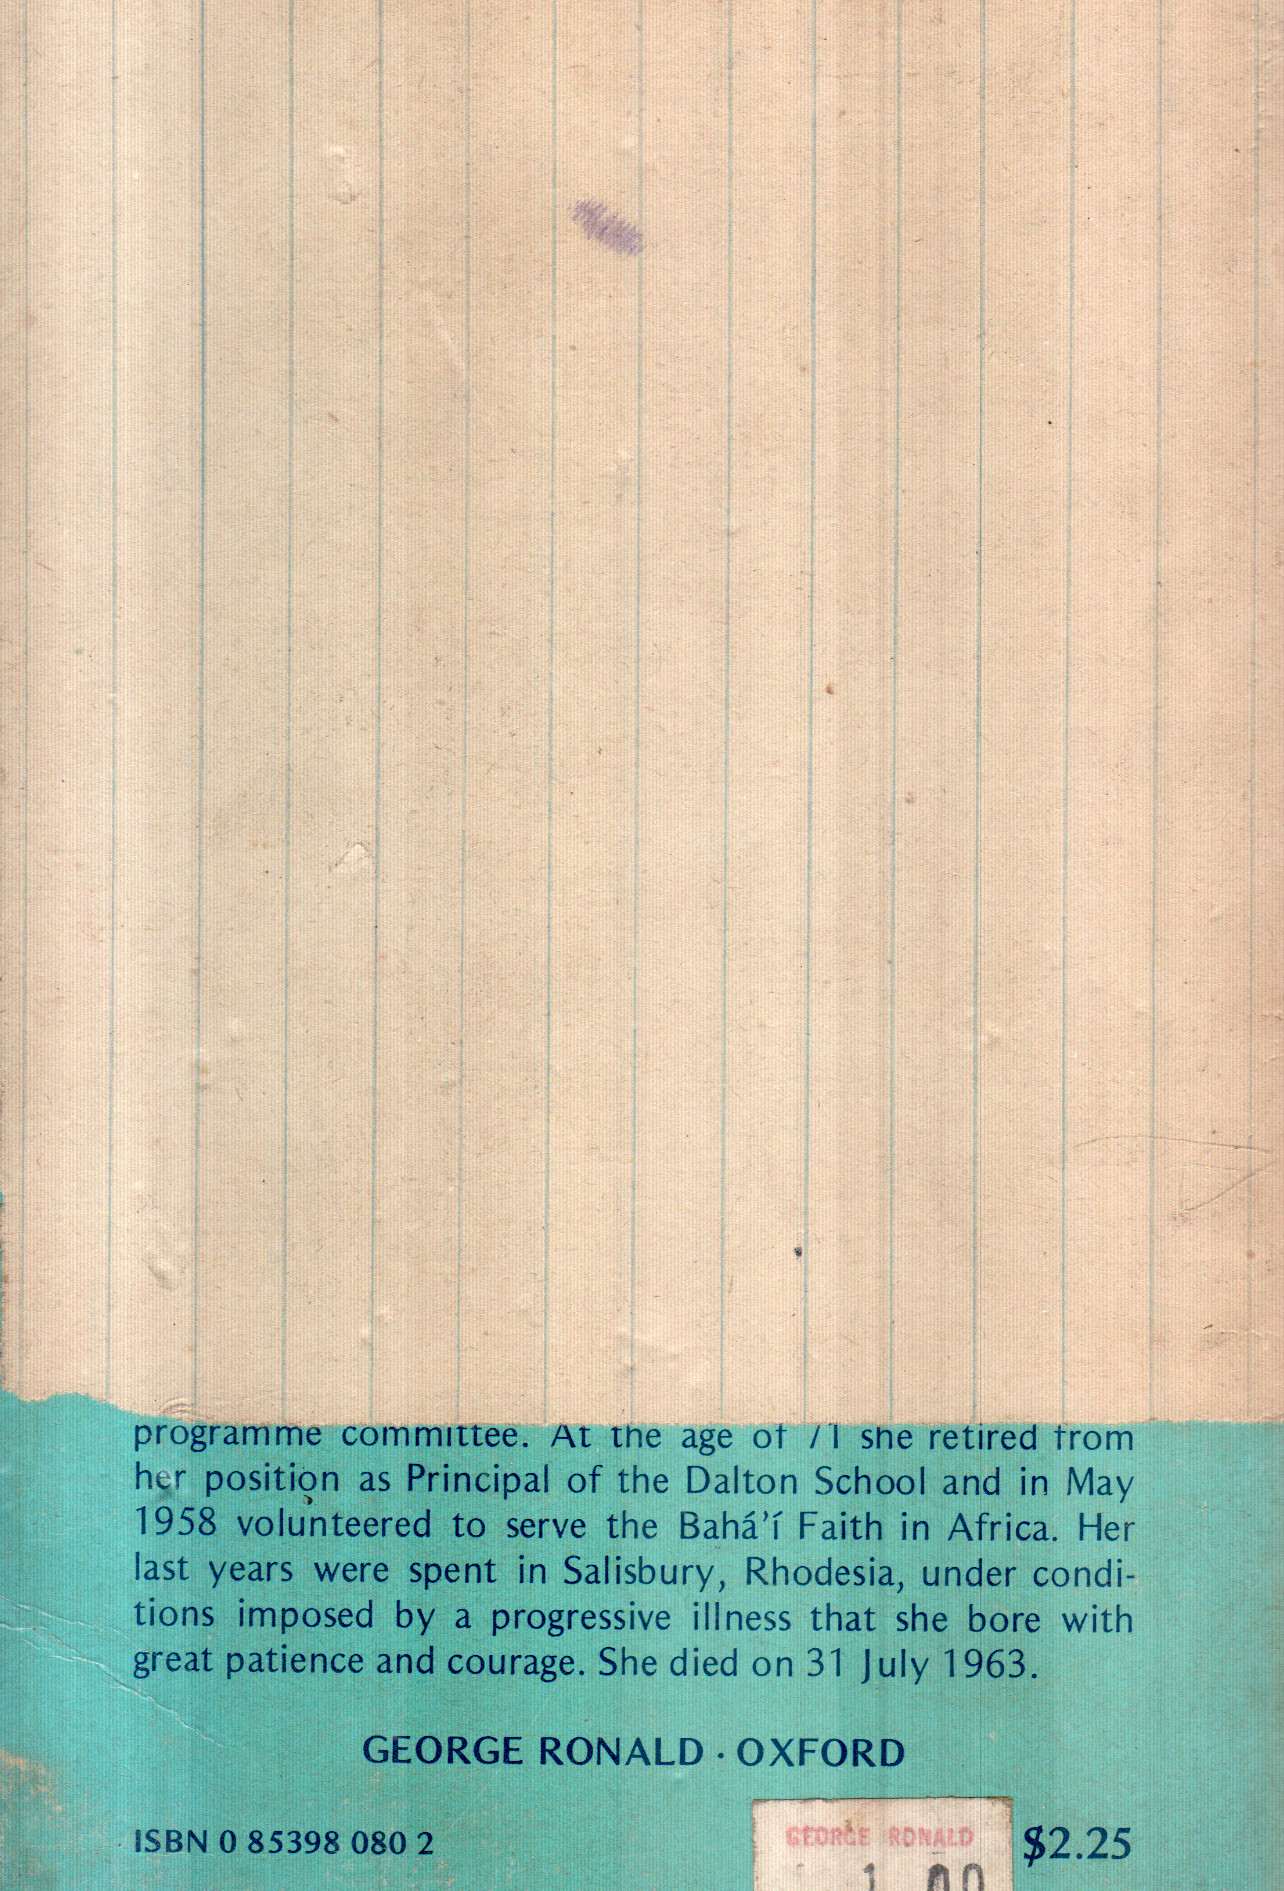 programme committee. At the age of 71 she retired from
her position as Principal of the Dalton School and in May
1958 volunteered to serve the Bahá’í Faith in Africa. Her
last years were spent in Salisbury, Rhodesia, under condi-
tions imposed by a progressive illness that she bore with
great patience and courage. She died on 31 July 1963.
GEORGE RONALD · OXFORD
ISBN 0 85398 080 2
GEORGE RONALD
$2.25